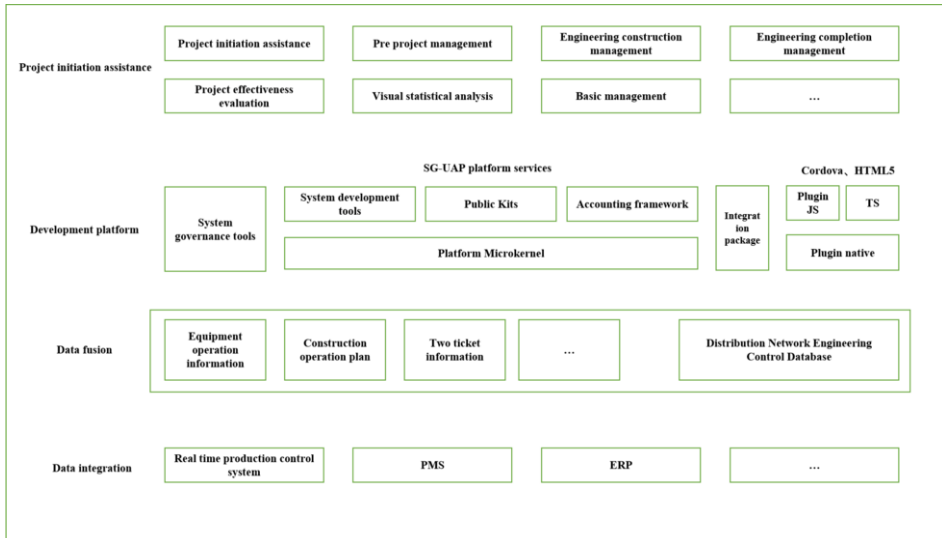 Project initiation assistance
Project initiation assistance
Pre project management
Engineering construction
management
Engineering completion
management
Project effectiveness
evaluation
Visual statistical analysis
Basic management
…
Development platform
SG-UAP platform services
Cordova、HTML5
System
governance tools
System development
tools
Public Kits
Accounting framework
Platform Microkernel
Integrat
ion
package
Plugin
JS
TS
Plugin native
Data fusion
Equipment
operation
information
Construction
operation plan
Two ticket
information
…
Distribution Network Engineering
Control Database
Data integration
Real time production control
system
PMS
ERP
…